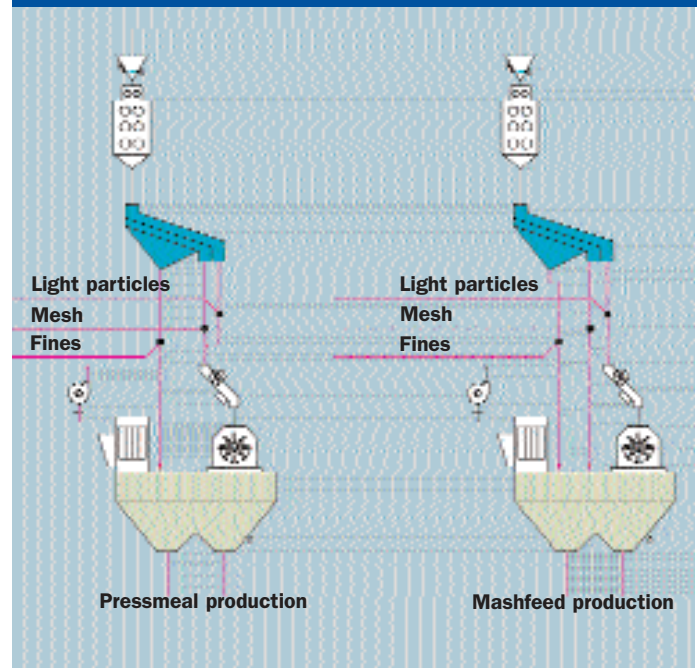 Light particles
Mesh
Fines
Pressmeal production
Light particles
Mesh
Fines
Mashfeed production